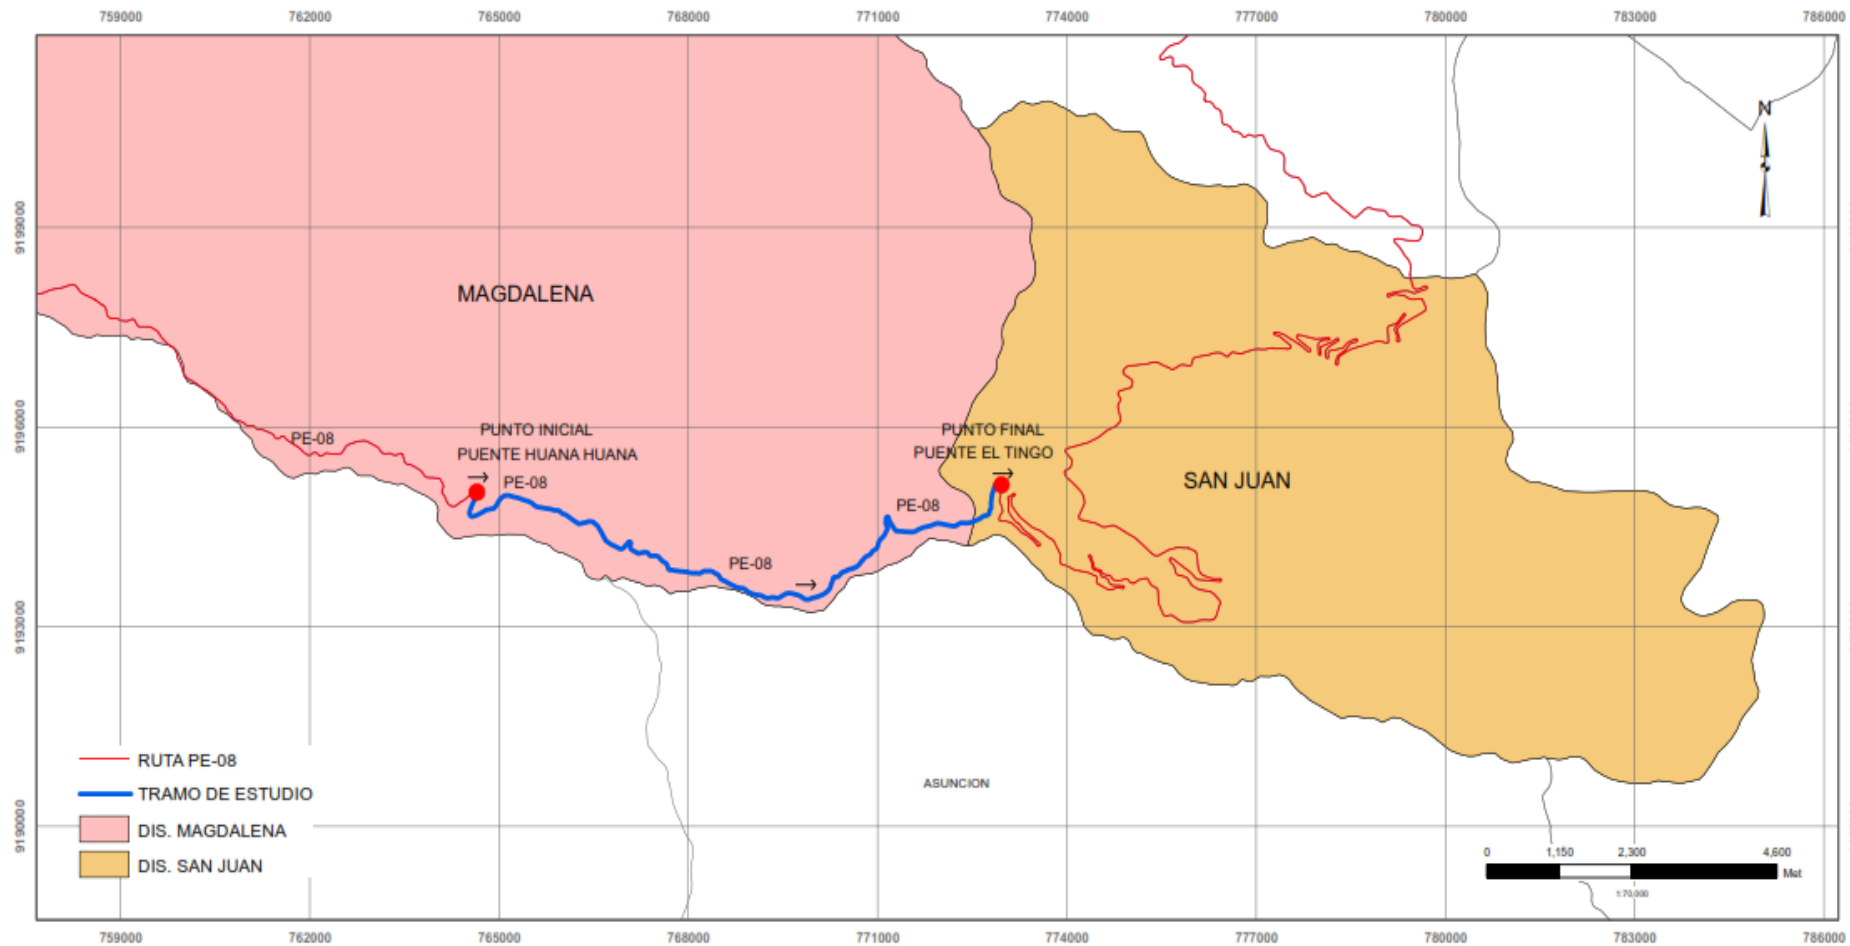 759000 762000 765000 768000 771000 774000 777000 780000 783000 786000
N
9199000
MAGDALENA
9196000
PE-08
PUNTO INICIAL
PUENTE HUANA HUANA
PE-08
PUNTO FINAL
PUENTE EL TINGO
PE-08
SAN JUAN
PE-08
9193000
RUTA PE-08
TRAMO DE ESTUDIO
DIS. MAGDALENA
DIS. SAN JUAN
ASUNCION
9190000
0 1,150 2,300 4,600
Met
1:70,000
759000 762000 765000 768000 771000 774000 777000 780000 783000 786000